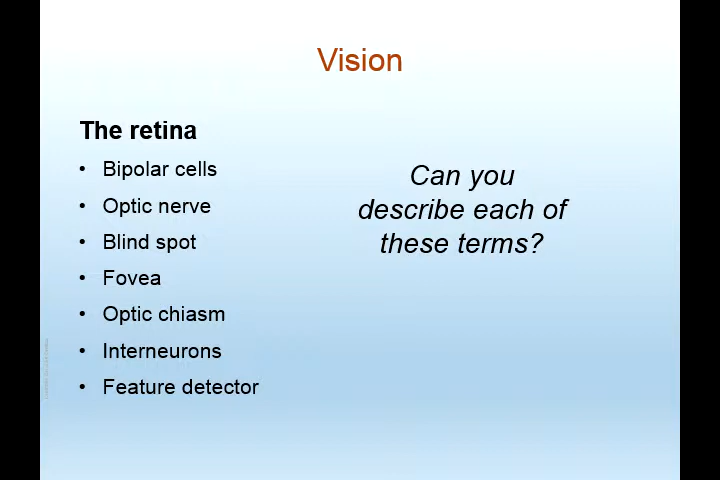 Vision
The retina
• Bipolar cells
• Optic nerve
• Blind spot
• Fovea
• Optic chiasm
• Interneurons
• Feature detector
Can you
describe each of
these terms?